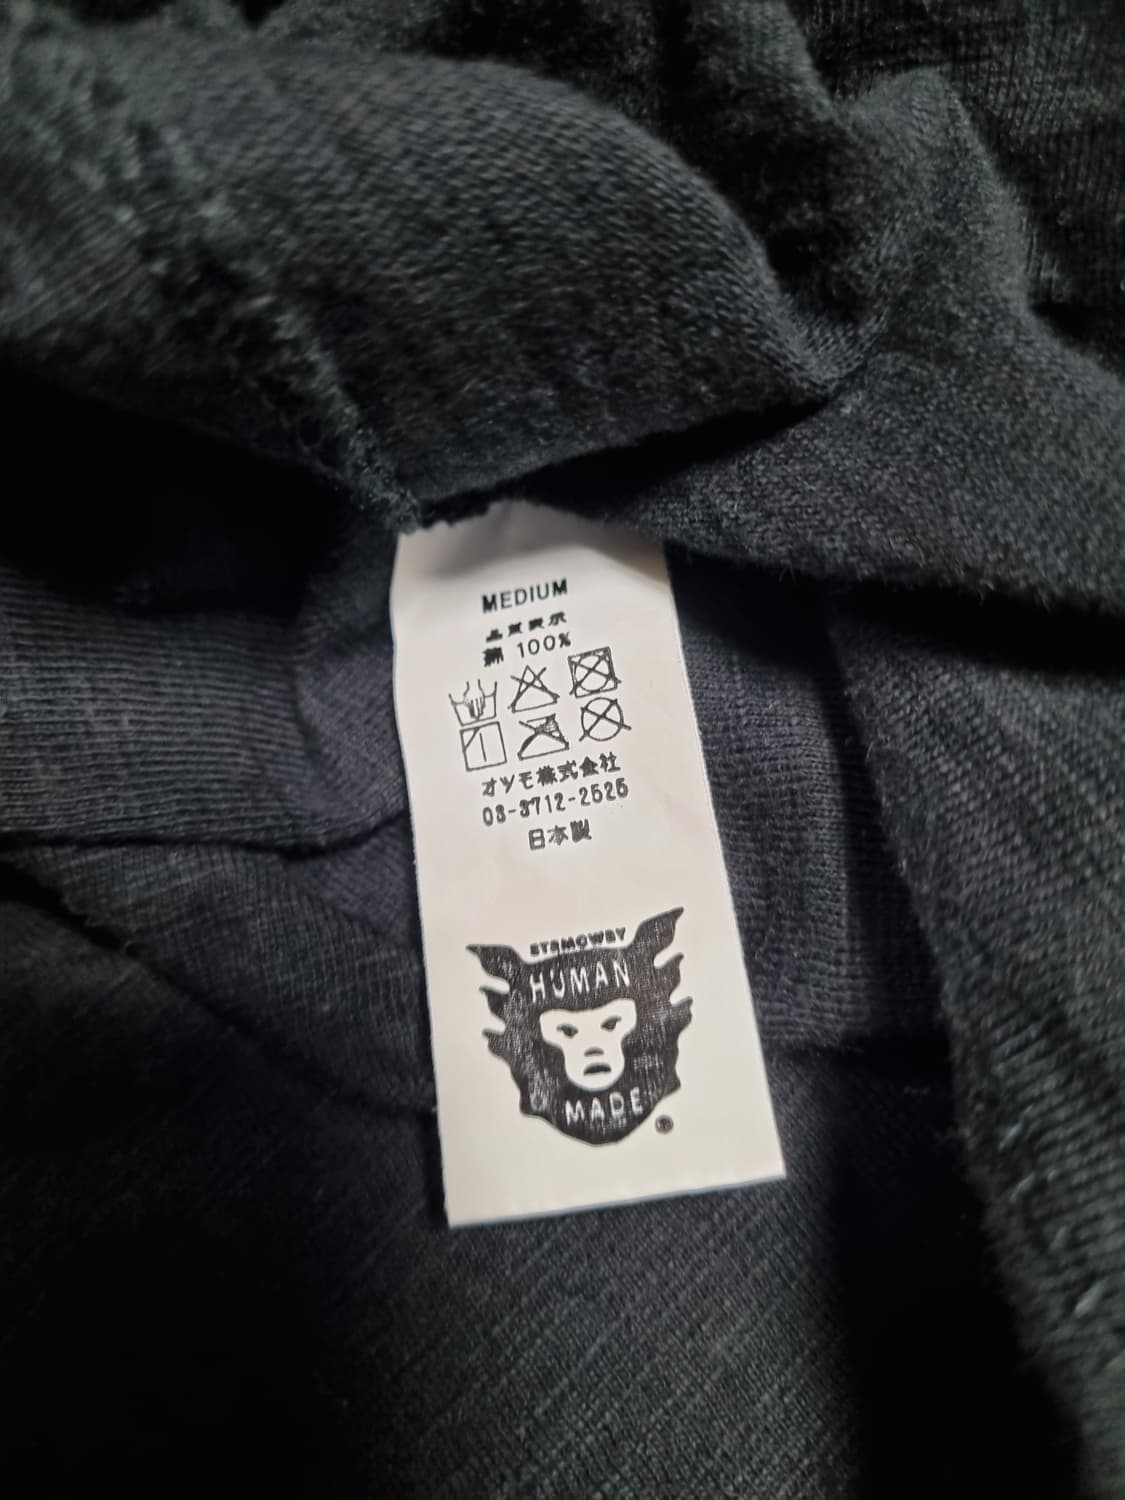 MEDIUM
品質表示
綿 100%
オツモ株式会社
03-3712-2525
日本製
STRMCWBY
HUMAN
MADE
®